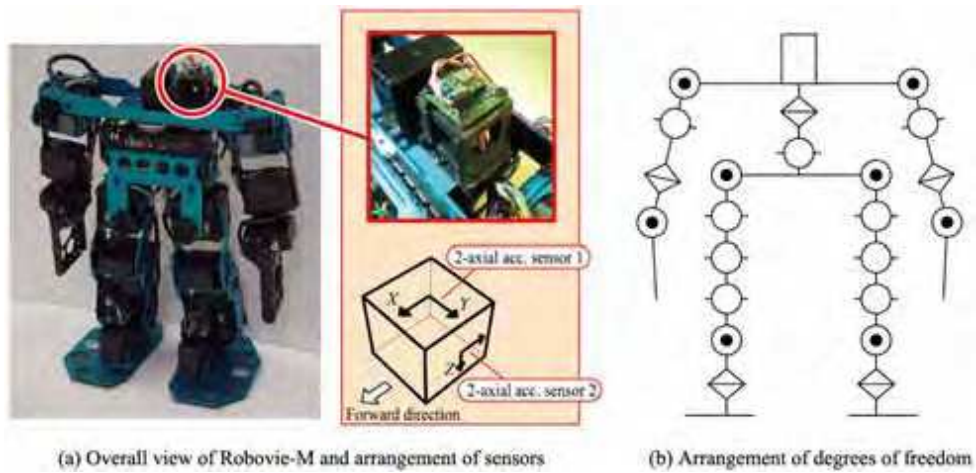 2-axial acc. sensor 1
X
Y
Z
2-axial acc. sensor 2
Forward direction
(a) Overall view of Robovie-M and arrangement of sensors
(b) Arrangement of degrees of freedom